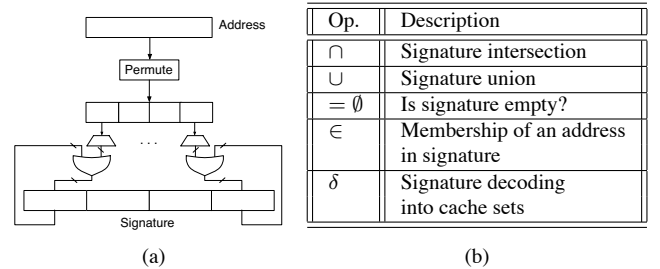 Address
Permute
. . .
Signature
(a)
Op. Description
∩ Signature intersection
∪ Signature union
= ∅ Is signature empty?
∈ Membership of an address
in signature
δ Signature decoding
into cache sets
(b)